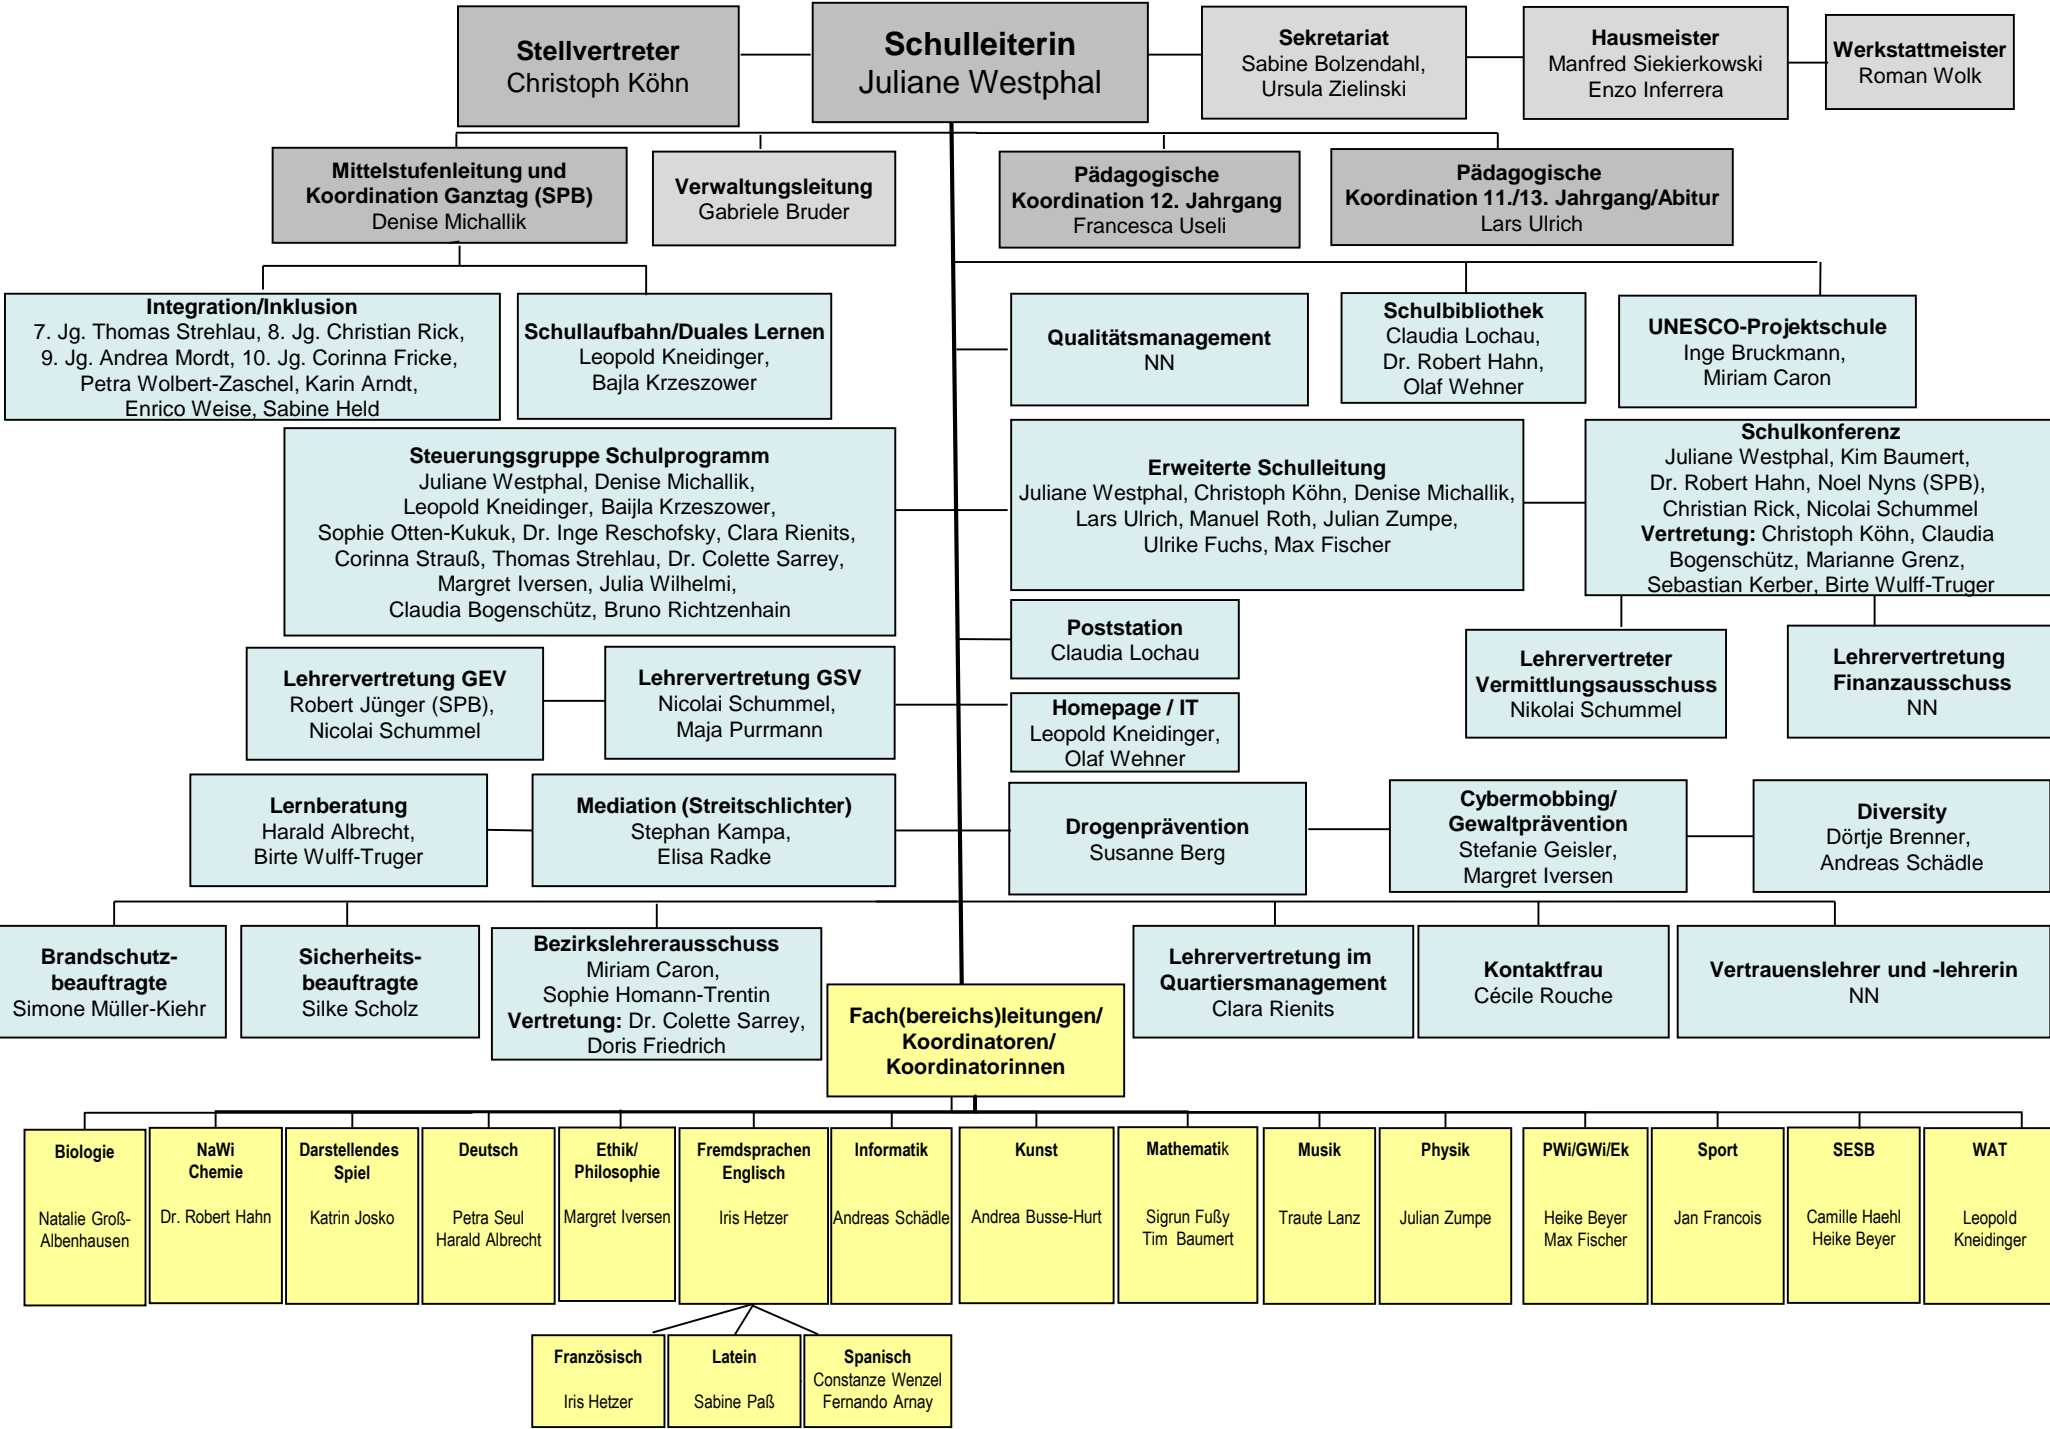 Stellvertreter
Christoph Köhn
Schulleiterin
Juliane Westphal
Sekretariat
Sabine Bolzendahl,
Ursula Zielinski
Hausmeister
Manfred Siekierkowski
Enzo Inferrera
Werkstattmeister
Roman Wolk
Mittelstufenleitung und
Koordination Ganztag (SPB)
Denise Michallik
Verwaltungsleitung
Gabriele Bruder
Pädagogische
Koordination 12. Jahrgang
Francesca Useli
Pädagogische
Koordination 11./13. Jahrgang/Abitur
Lars Ulrich
Integration/Inklusion
7. Jg. Thomas Strehlau, 8. Jg. Christian Rick,
9. Jg. Andrea Mordt, 10. Jg. Corinna Fricke,
Petra Wolbert-Zaschel, Karin Arndt,
Enrico Weise, Sabine Held
Schullaufbahn/Duales Lernen
Leopold Kneidinger,
Bajla Krzeszower
Qualitätsmanagement
NN
Schulbibliothek
Claudia Lochau,
Dr. Robert Hahn,
Olaf Wehner
UNESCO-Projektschule
Inge Bruckmann,
Miriam Caron
Steuerungsgruppe Schulprogramm
Juliane Westphal, Denise Michallik,
Leopold Kneidinger, Baijla Krzeszower,
Sophie Otten-Kukuk, Dr. Inge Reschofsky, Clara Rienits,
Corinna Strauß, Thomas Strehlau, Dr. Colette Sarrey,
Margret Iversen, Julia Wilhelmi,
Claudia Bogenschütz, Bruno Richtzenhain
Erweiterte Schulleitung
Juliane Westphal, Christoph Köhn, Denise Michallik,
Lars Ulrich, Manuel Roth, Julian Zumpe,
Ulrike Fuchs, Max Fischer
Schulkonferenz
Juliane Westphal, Kim Baumert,
Dr. Robert Hahn, Noel Nyns (SPB),
Christian Rick, Nicolai Schummel
Vertretung: Christoph Köhn, Claudia
Bogenschütz, Marianne Grenz,
Sebastian Kerber, Birte Wulff-Truger
Poststation
Claudia Lochau
Lehrervertreter
Vermittlungsausschuss
Nikolai Schummel
Lehrervertretung
Finanzausschuss
NN
Lehrervertretung GEV
Robert Jünger (SPB),
Nicolai Schummel
Lehrervertretung GSV
Nicolai Schummel,
Maja Purrmann
Homepage / IT
Leopold Kneidinger,
Olaf Wehner
Lernberatung
Harald Albrecht,
Birte Wulff-Truger
Mediation (Streitschlichter)
Stephan Kampa,
Elisa Radke
Drogenprävention
Susanne Berg
Cybermobbing/
Gewaltprävention
Stefanie Geisler,
Margret Iversen
Diversity
Dörtje Brenner,
Andreas Schädle
Brandschutz-
beauftragte
Simone Müller-Kiehr
Sicherheits-
beauftragte
Silke Scholz
Bezirkslehrerausschuss
Miriam Caron,
Sophie Homann-Trentin
Vertretung: Dr. Colette Sarrey,
Doris Friedrich
Lehrervertretung im
Quartiersmanagement
Clara Rienits
Kontaktfrau
Cécile Rouche
Vertrauenslehrer und -lehrerin
NN
Fach(bereichs)leitungen/
Koordinatoren/
Koordinatorinnen
Biologie
Natalie Groß-
Albenhausen
NaWi
Chemie
Dr. Robert Hahn
Darstellendes
Spiel
Katrin Josko
Deutsch
Petra Seul
Harald Albrecht
Ethik/
Philosophie
Margret Iversen
Fremdsprachen
Englisch
Iris Hetzer
Informatik
Andreas Schädle
Kunst
Andrea Busse-Hurt
Mathematik
Sigrun Fußy
Tim Baumert
Musik
Traute Lanz
Physik
Julian Zumpe
PWi/GWi/Ek
Heike Beyer
Max Fischer
Sport
Jan Francois
SESB
Camille Haehl
Heike Beyer
WAT
Leopold
Kneidinger
Französisch
Iris Hetzer
Latein
Sabine Paß
Spanisch
Constanze Wenzel
Fernando Arnay